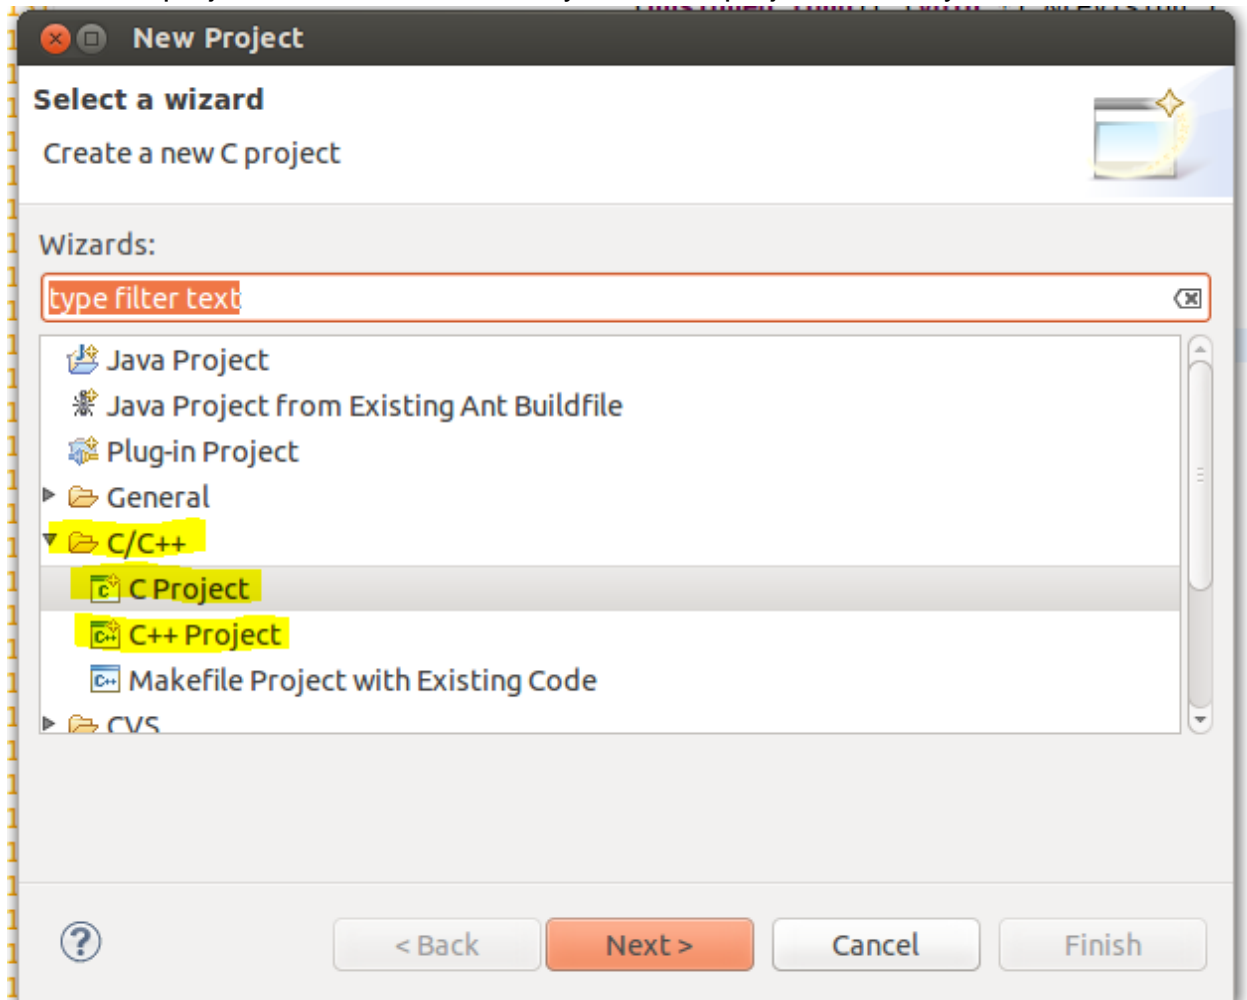 New Project
Select a wizard
Create a new C project
Wizards:
type filter text
Java Project
Java Project from Existing Ant Buildfile
Plug-in Project
General
C/C++
C Project
C++ Project
Makefile Project with Existing Code
CVS
< Back Next > Cancel Finish